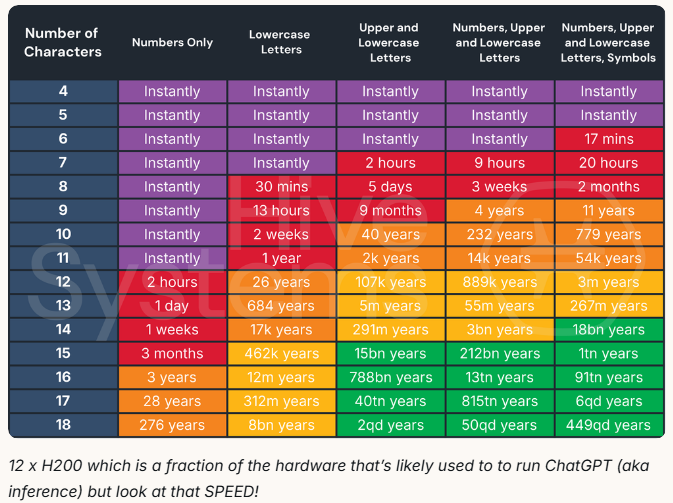 Number of Characters Numbers Only Lowercase Letters Upper and Lowercase Letters Numbers, Upper and Lowercase Letters Numbers, Upper and Lowercase Letters, Symbols
4 Instantly Instantly Instantly Instantly Instantly
5 Instantly Instantly Instantly Instantly Instantly
6 Instantly Instantly Instantly Instantly 17 mins
7 Instantly Instantly 2 hours 9 hours 20 hours
8 Instantly 30 mins 5 days 3 weeks 2 months
9 Instantly 13 hours 9 months 4 years 11 years
10 Instantly 2 weeks 40 years 232 years 779 years
11 Instantly 1 year 2k years 14k years 54k years
12 2 hours 26 years 107k years 889k years 3m years
13 1 day 684 years 5m years 55m years 267m years
14 1 weeks 17k years 291m years 3bn years 18bn years
15 3 months 462k years 15bn years 212bn years 1tn years
16 3 years 12m years 788bn years 13tn years 91tn years
17 28 years 312m years 40tn years 815tn years 6qd years
18 276 years 8bn years 2qd years 50qd years 449qd years
Hive
Systems
12 x H200 which is a fraction of the hardware that's likely used to to run ChatGPT (aka
inference) but look at that SPEED!